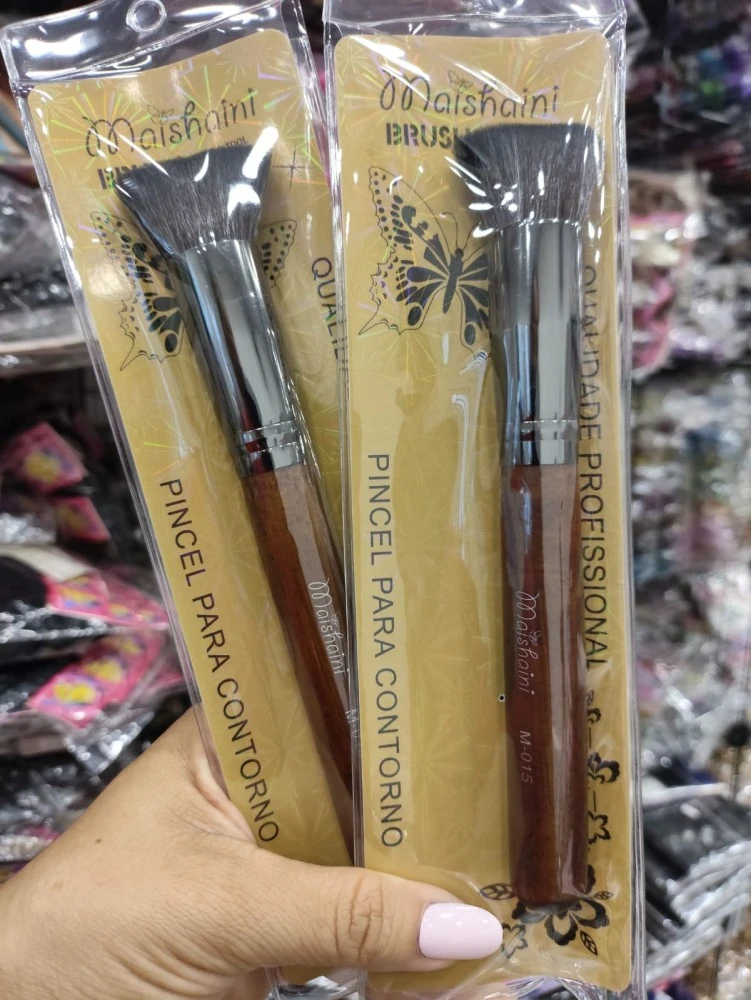 Maishaini
PINCEL PARA CONTORNO
Maishaini
Maishaini
BRUSH
QUALIDADE PROFISSIONAL
PINCEL PARA CONTORNO
Maishaini
M-015